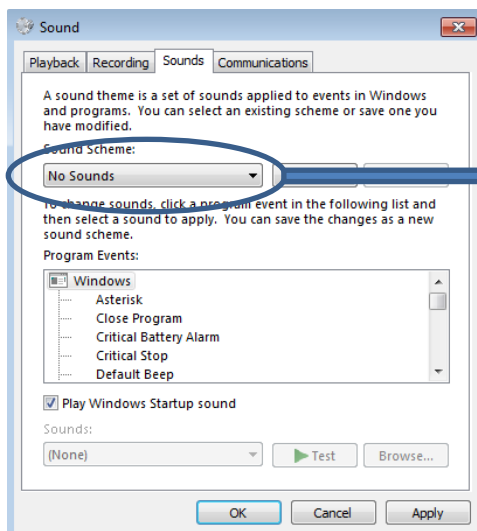 Sound
Playback Recording Sounds Communications
A sound theme is a set of sounds applied to events in Windows
and programs. You can select an existing scheme or save one you
have modified.
Sound Scheme:
No Sounds
To change sounds, click a program event in the following list and
then select a sound to apply. You can save the changes as a new
sound scheme.
Program Events:
Windows
Asterisk
Close Program
Critical Battery Alarm
Critical Stop
Default Beep
Play Windows Startup sound
Sounds:
(None) Test Browse...
OK Cancel Apply